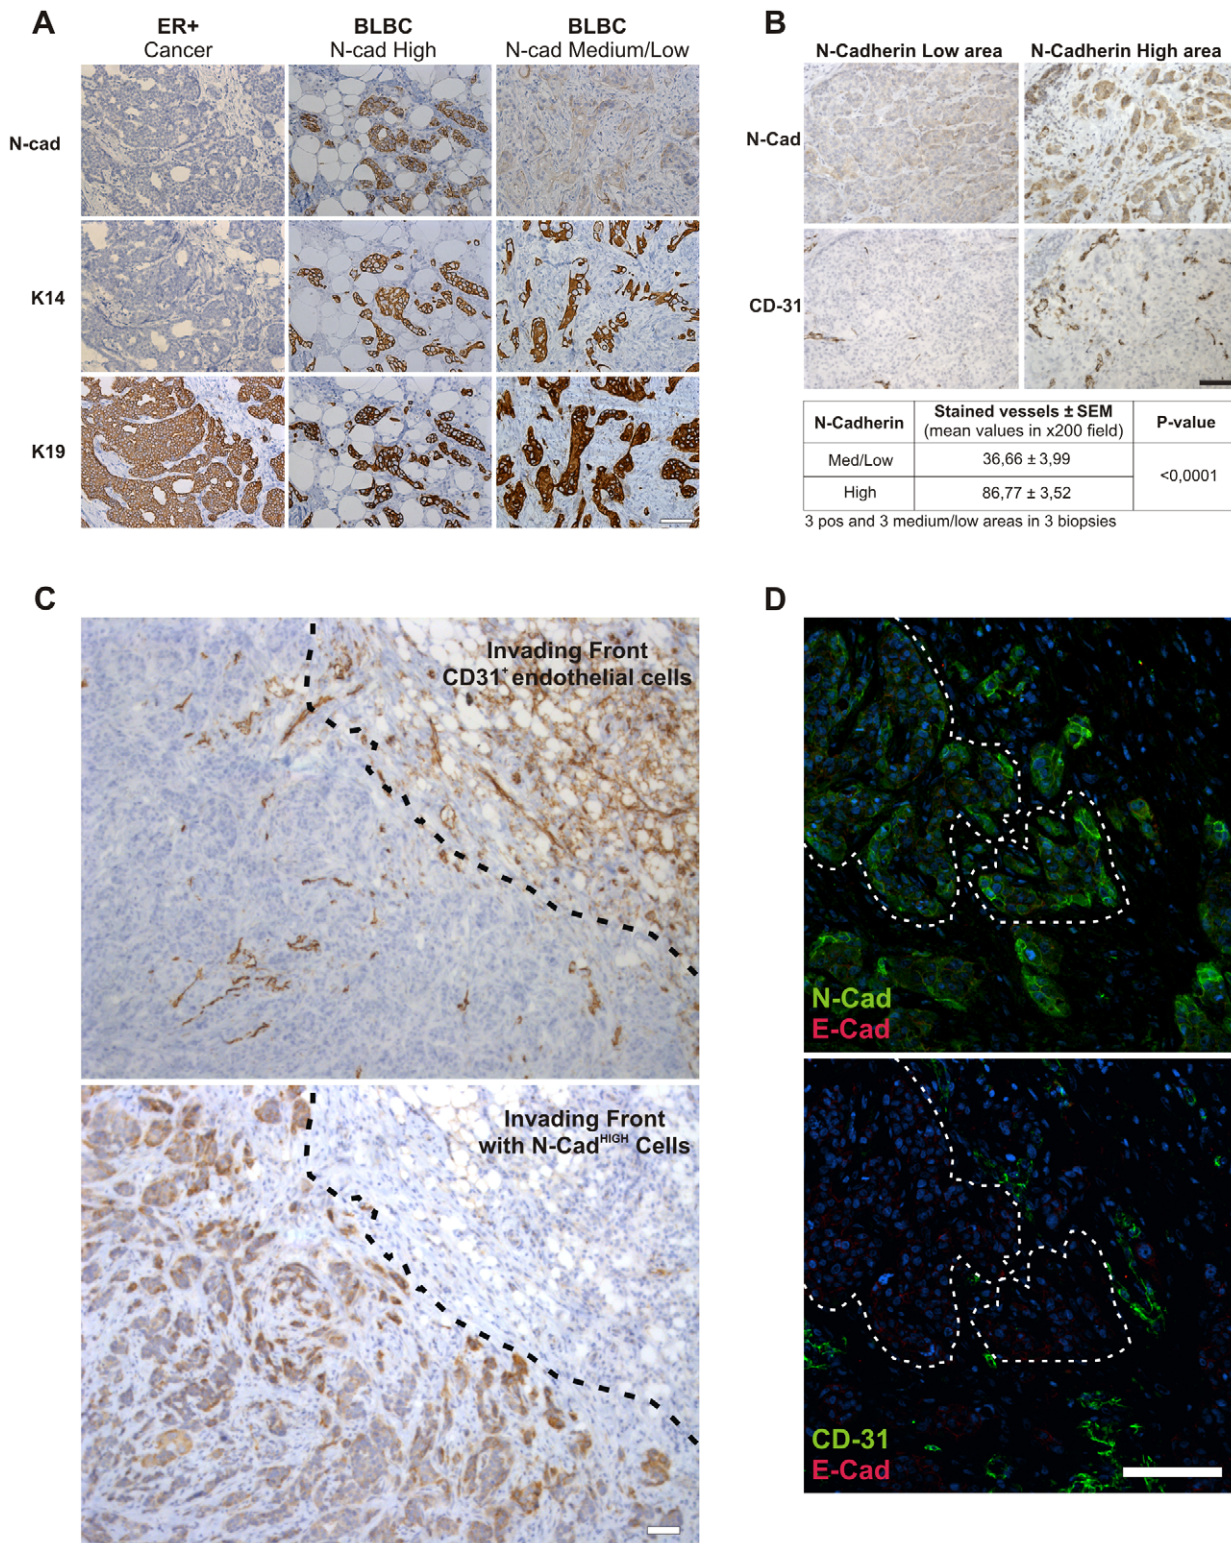 A
ER+
Cancer
BLBC
N-cad High
BLBC
N-cad Medium/Low
N-cad
K14
K19
B
N-Cadherin Low area
N-Cadherin High area
N-Cad
CD-31
N-Cadherin
Stained vessels ± SEM
(mean values in x200 field)
P-value
Med/Low
36,66 ± 3,99
<0,0001
High
86,77 ± 3,52
3 pos and 3 medium/low areas in 3 biopsies
C
Invading Front
CD31+ endothelial cells
Invading Front
with N-CadHIGH Cells
D
N-Cad
E-Cad
CD-31
E-Cad